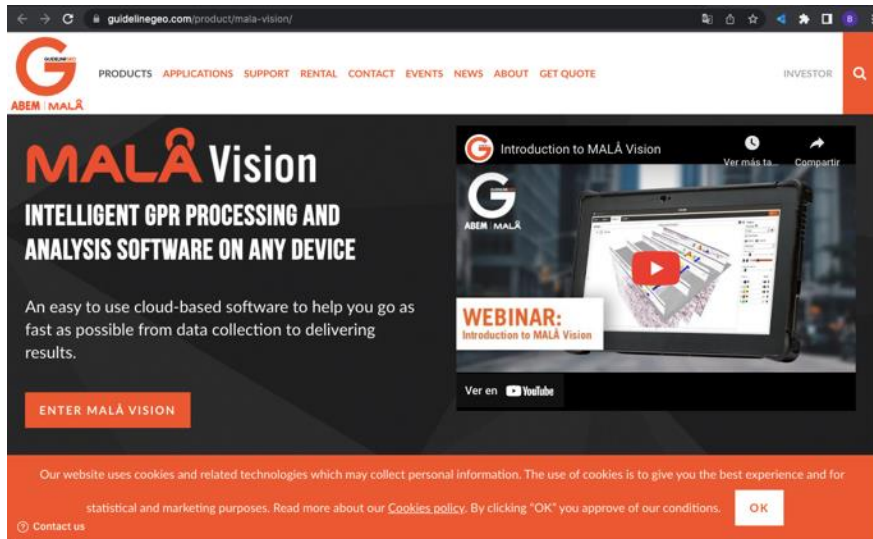 guidelinegeo.com/product/mala-vision/
B
GUIDELINEGEO
G
ABEM | MALÅ
PRODUCTS APPLICATIONS SUPPORT RENTAL CONTACT EVENTS NEWS ABOUT GET QUOTE
INVESTOR
MALÅ Vision
INTELLIGENT GPR PROCESSING AND
ANALYSIS SOFTWARE ON ANY DEVICE
An easy to use cloud-based software to help you go as
fast as possible from data collection to delivering
results.
ENTER MALÅ VISION
Introduction to MALÅ Vision
Ver más ta...
Compartir
G
ABEM | MALÅ
WEBINAR:
Introduction to MALÅ Vision
Ver en YouTube
Our website uses cookies and related technologies which may collect personal information. The use of cookies is to give you the best experience and for
statistical and marketing purposes. Read more about our Cookies policy. By clicking "OK" you approve of our conditions.
OK
Contact us